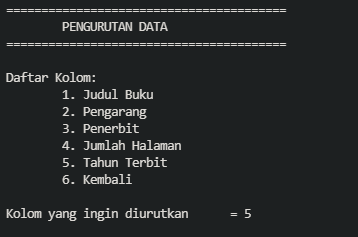 ========================================
PENGURUTAN DATA
========================================
Daftar Kolom:
1. Judul Buku
2. Pengarang
3. Penerbit
4. Jumlah Halaman
5. Tahun Terbit
6. Kembali
Kolom yang ingin diurutkan = 5